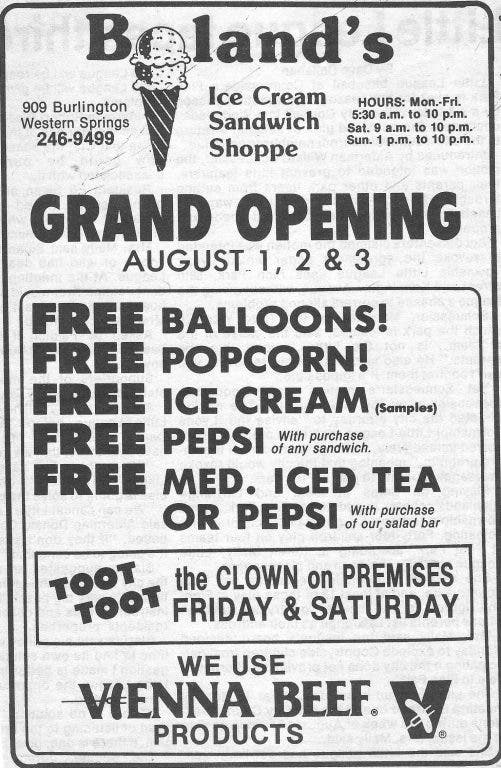 Boland's
Ice Cream
Sandwich
Shoppe
909 Burlington
Western Springs
246-9499
HOURS: Mon-Fri.
5:30 a.m. to 10 p.m.
Sat. 9 a.m. to 10 p.m.
Sun. 1 p.m. to 10 p.m.
GRAND OPENING
AUGUST 1, 2 & 3
FREE BALLOONS!
FREE POPCORN!
FREE ICE CREAM (Samples)
FREE PEPSI With purchase
of any sandwich.
FREE MED. ICED TEA
OR PEPSI With purchase
of our salad bar
TOOT
TOOT
the CLOWN on PREMISES
FRIDAY & SATURDAY
WE USE
VIENNA BEEF®
PRODUCTS
V®